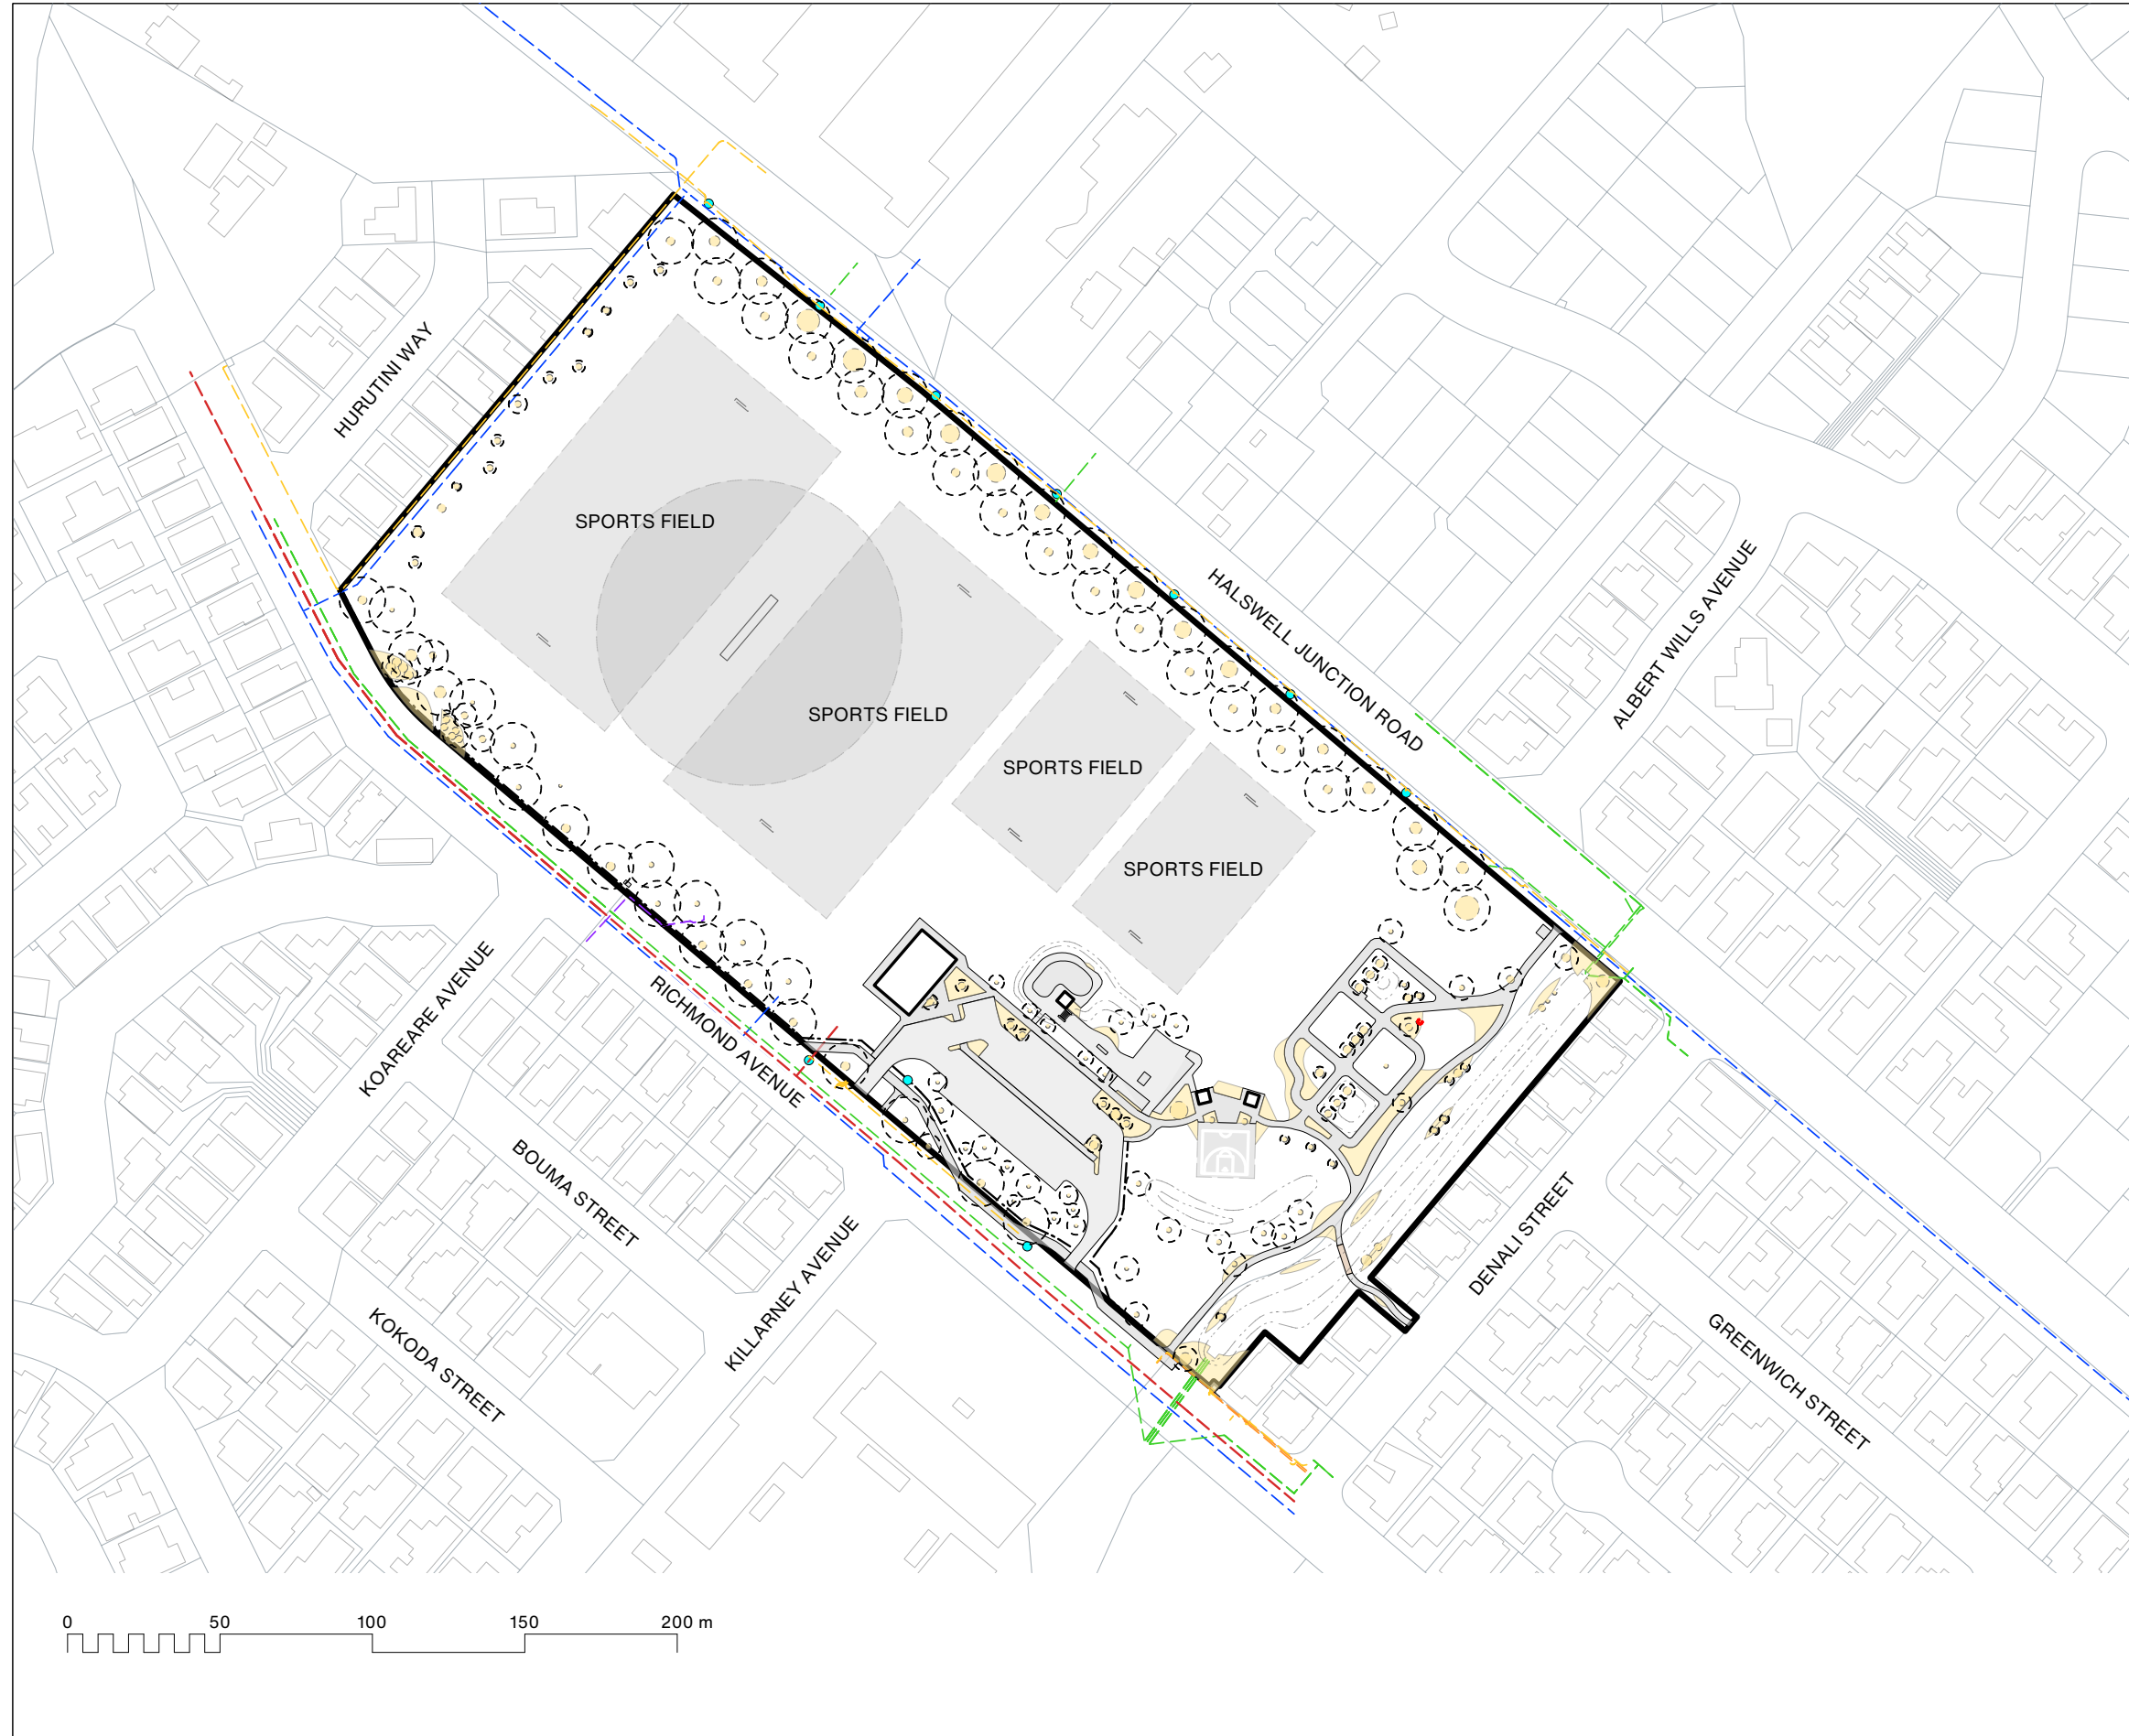 HURUTINI WAY
SPORTS FIELD
HALSWELL JUNCTION ROAD
ALBERT WILLS AVENUE
SPORTS FIELD
SPORTS FIELD
SPORTS FIELD
KOAREARE AVENUE
RICHMOND AVENUE
BOUMA STREET
DENALI STREET
KILLARNEY AVENUE
KOKODA STREET
GREENWICH STREET
0 50 100 150 200 m